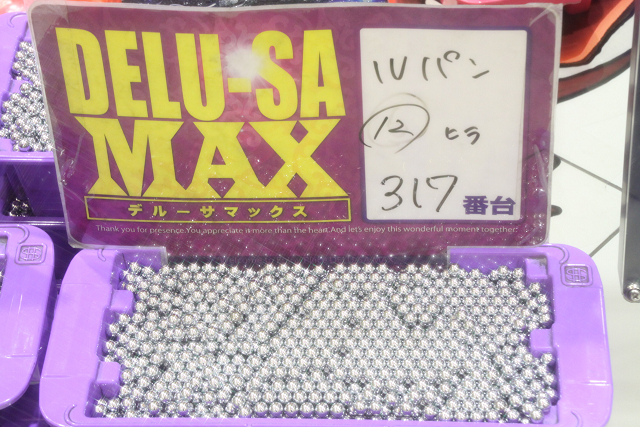 DELU-SA
MAX
デルーサマックス
Thank you for presence.You appreciate n more than the heart.And let's enjoy this wonderful moment together.
ルパン
12 ヒラ
317 番台